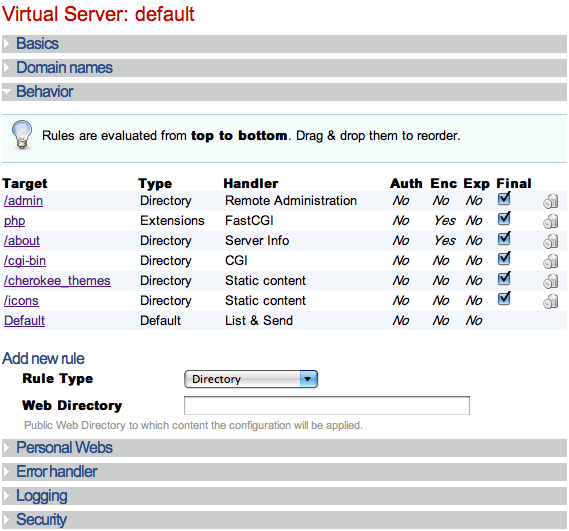 Virtual Server: default
Basics
Domain names
Behavior
Rules are evaluated from top to bottom. Drag & drop them to reorder.
Target Type Handler Auth Enc Exp Final
/admin Directory Remote Administration No No No
php Extensions FastCGI No Yes No
/about Directory Server Info No Yes No
/cgi-bin Directory CGI No No No
/cherokee_themes Directory Static content No No No
/icons Directory Static content No No No
Default Default List & Send No No No
Add new rule
Rule Type Directory
Web Directory
Public Web Directory to which content the configuration will be applied.
Personal Webs
Error handler
Logging
Security